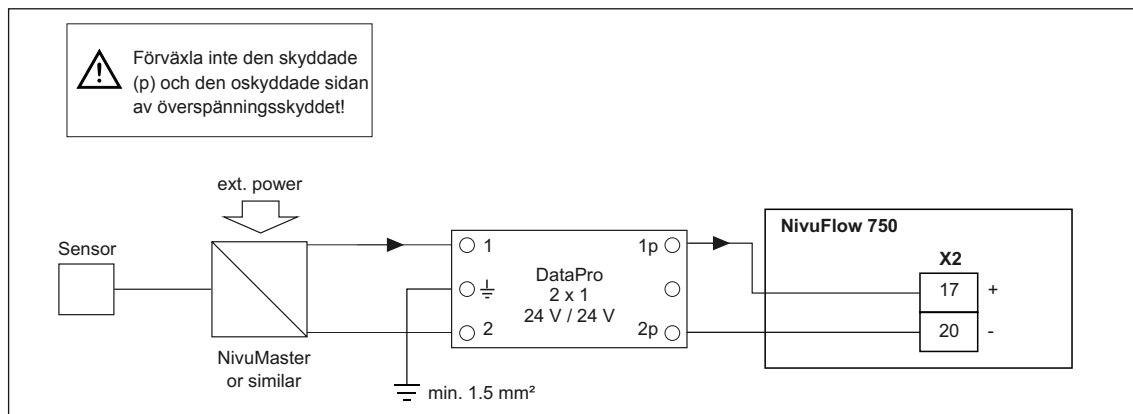 Förväxla inte den skyddade
(p) och den oskyddade sidan
av överspänningsskyddet!
ext. power
Sensor
NivuMaster
or similar
1
2
min. 1.5 mm²
DataPro
2 x 1
24 V / 24 V
1p
2p
NivuFlow 750
X2
17 +
20 -